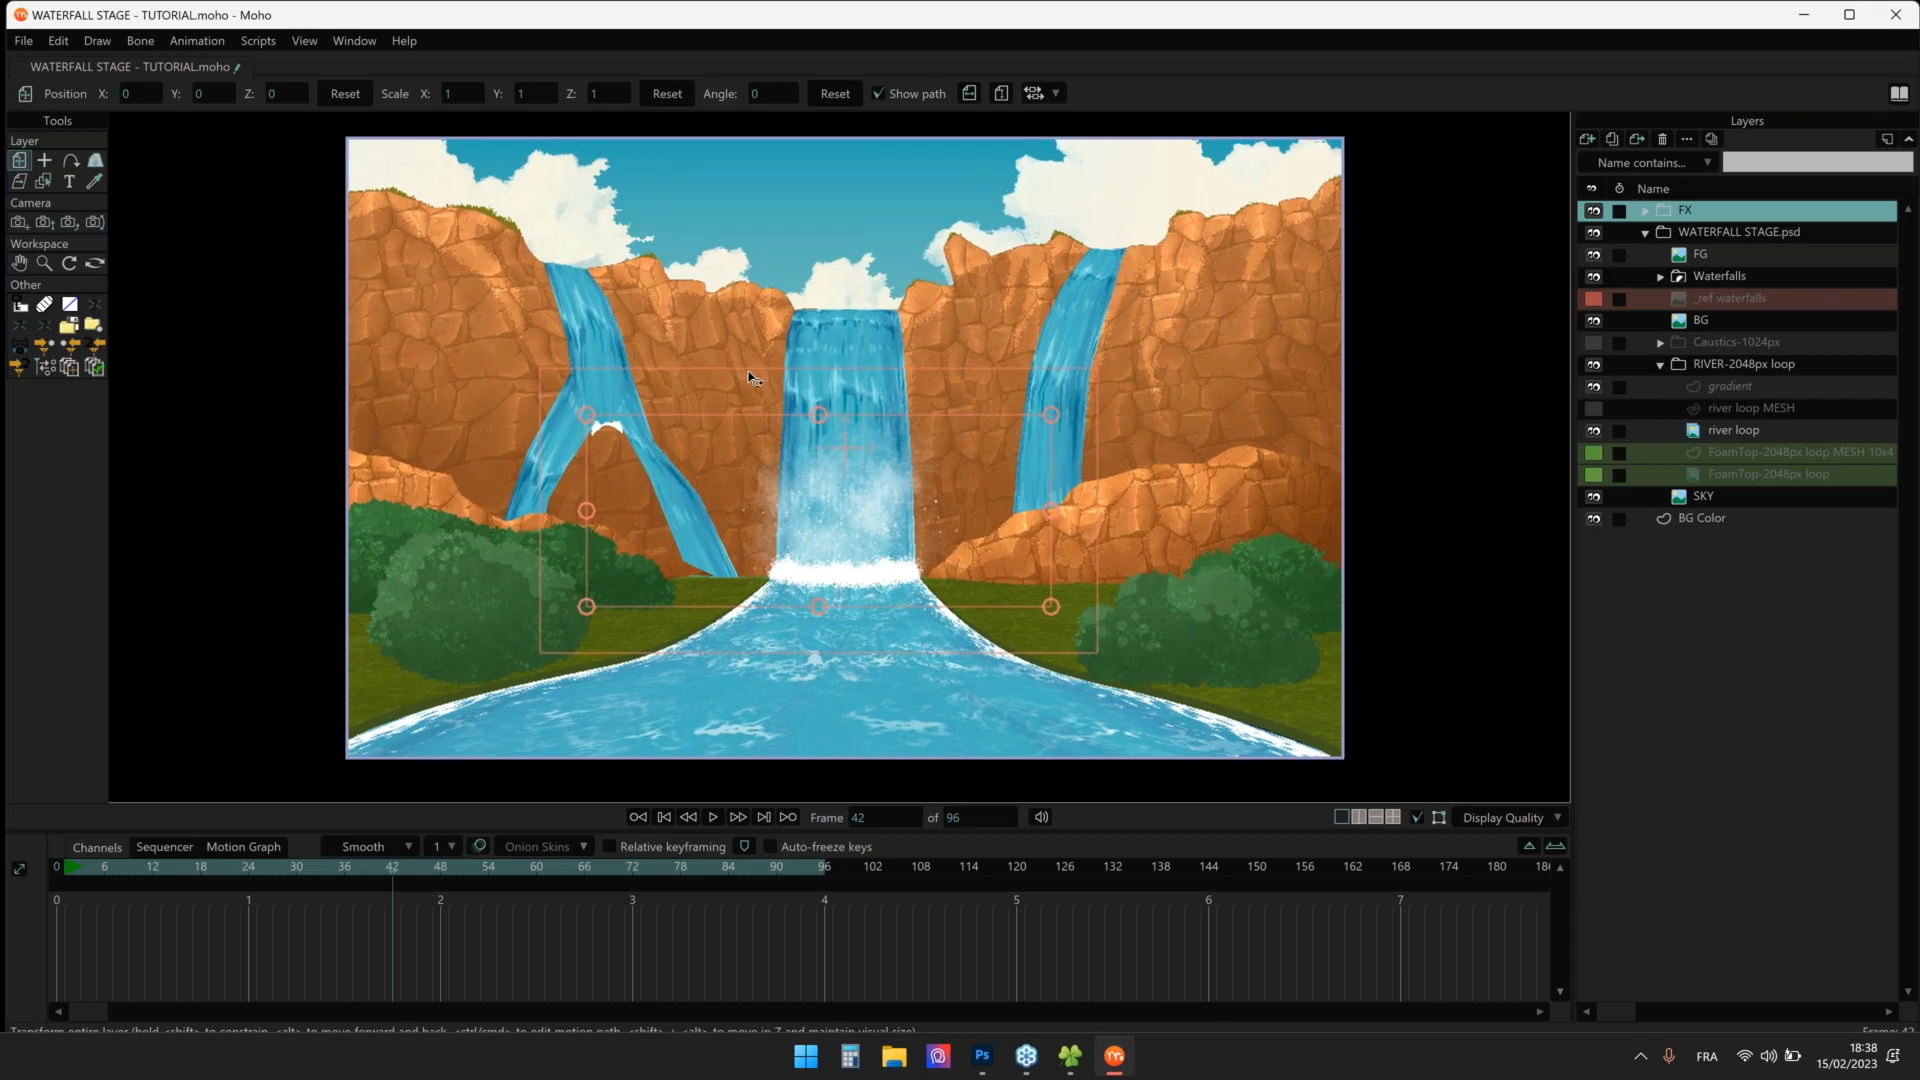 WATERFALL STAGE - TUTORIAL.moho - Moho
File Edit Draw Bone Animation Scripts View Window Help
WATERFALL STAGE - TUTORIAL.moho
Position X: 0 Y: 0 Z: 0 Reset Scale X: 1 Y: 1 Z: 1 Reset Angle: 0 Reset Show path
Tools
Layer
Camera
Workspace
Other
Layers
Name contains...
Name
FX
WATERFALL STAGE.psd
FG
Waterfalls
_ref waterfalls
BG
Caustics-1024px
RIVER-2048px loop
gradient
river loop MESH
river loop
FoamTop-2048px loop MESH 10x4
FoamTop-2048px loop
SKY
BG Color
Frame 42 of 96 Display Quality
Channels Sequencer Motion Graph Smooth 1 Onion Skins Relative keyframing Auto-freeze keys
0 6 12 18 24 30 36 42 48 54 60 66 72 78 84 90 96 102 108 114 120 126 132 138 144 150 156 162 168 174 180
0 1 2 3 4 5 6 7
Transform entire layer (hold <shift> to constrain, <alt> to move forward and back, <ctrl/cmd> to edit motion path, <shift> + <alt> to move in Z and maintain visual size)
Frame: 42
Ps
FRA
18:38
15/02/2023